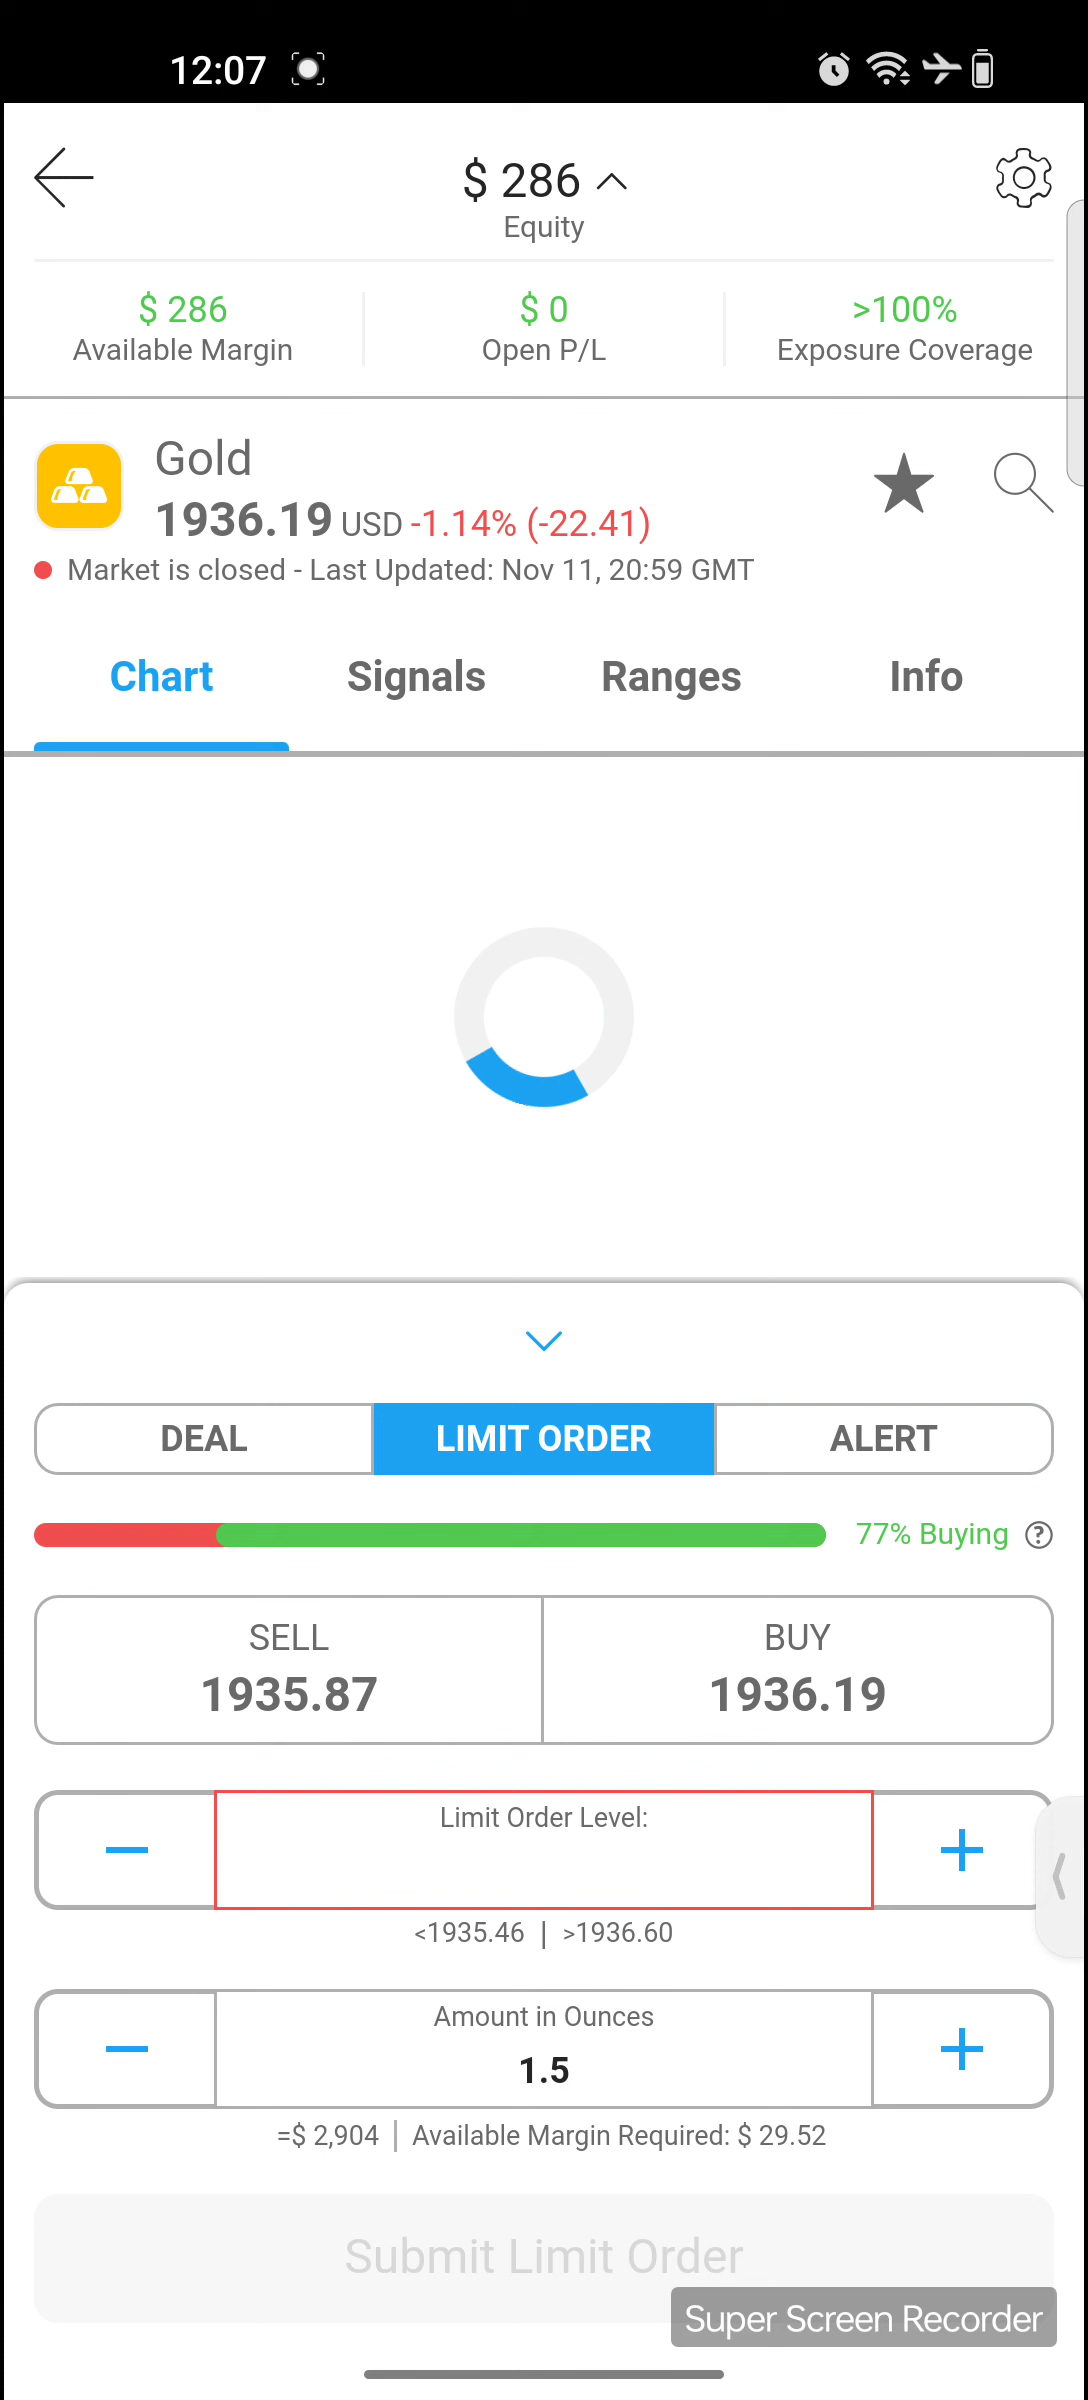 12:07
$ 286
Equity
$ 286 $ 0 >100%
Available Margin Open P/L Exposure Coverage
Gold
1936.19 USD -1.14% (-22.41)
Market is closed - Last Updated: Nov 11, 20:59 GMT
Chart Signals Ranges Info
DEAL LIMIT ORDER ALERT
77% Buying ?
SELL BUY
1935.87 1936.19
Limit Order Level:
<1935.46 | >1936.60
Amount in Ounces
1.5
=$ 2,904 | Available Margin Required: $ 29.52
Submit Limit Order
Super Screen Recorder